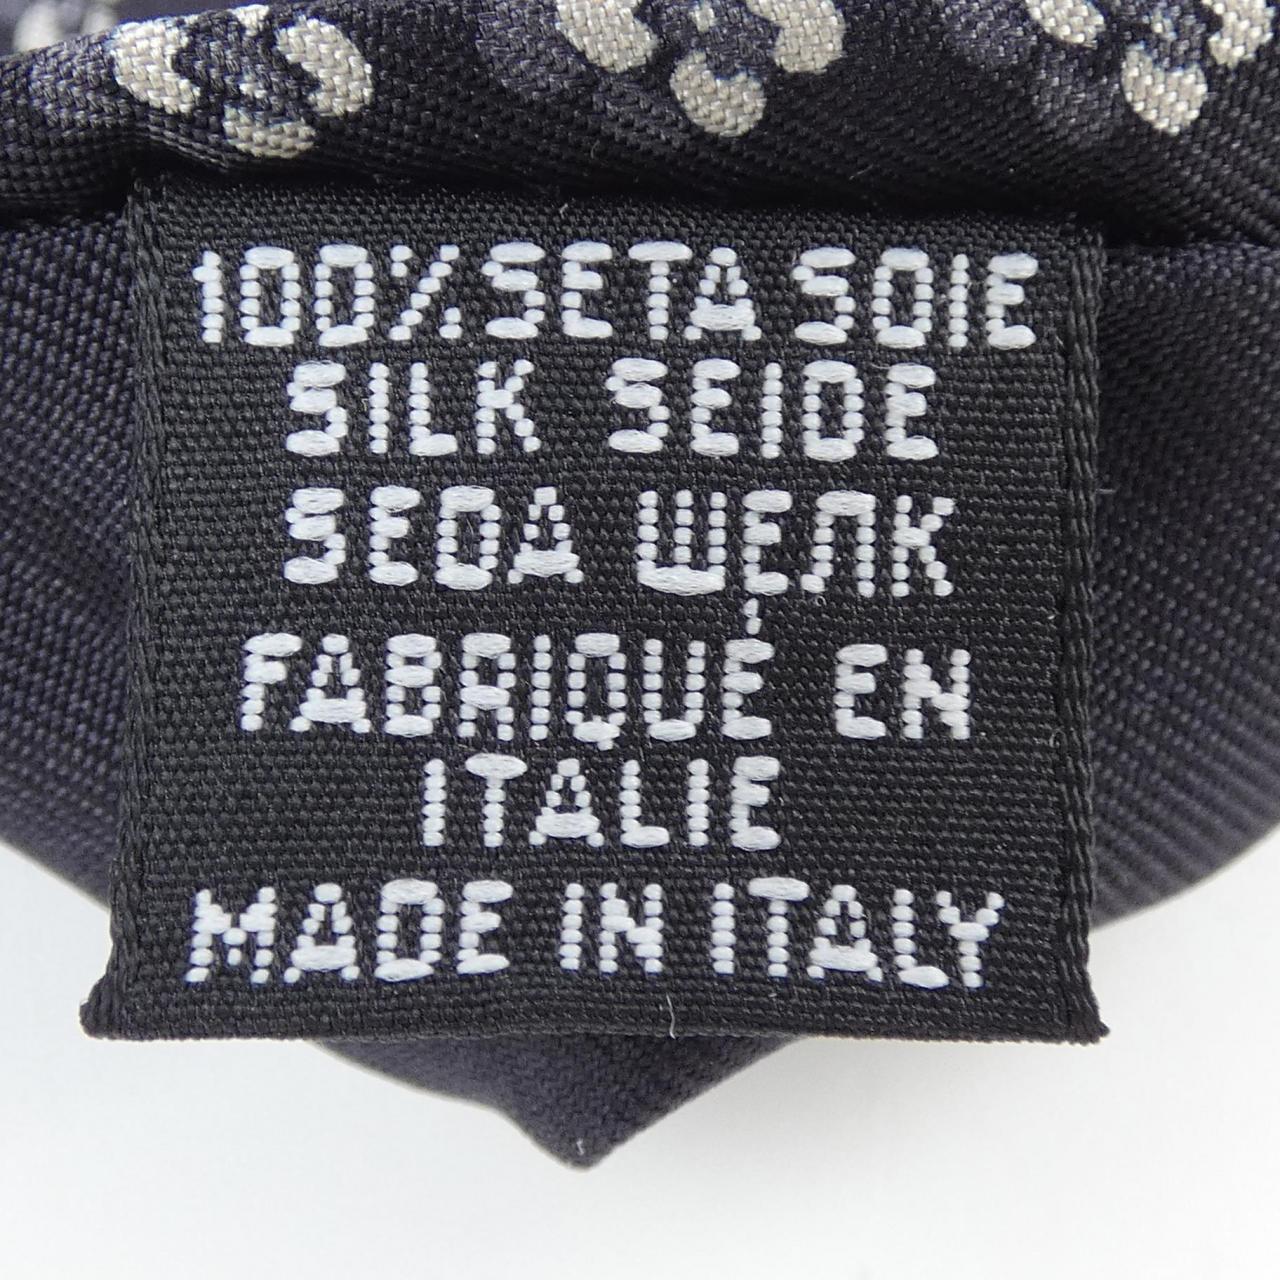 100% SETA SOIE
SILK SEIDE
SEDA ШЕЛК
FABRIQUÉ EN
ITALIE
MADE IN ITALY